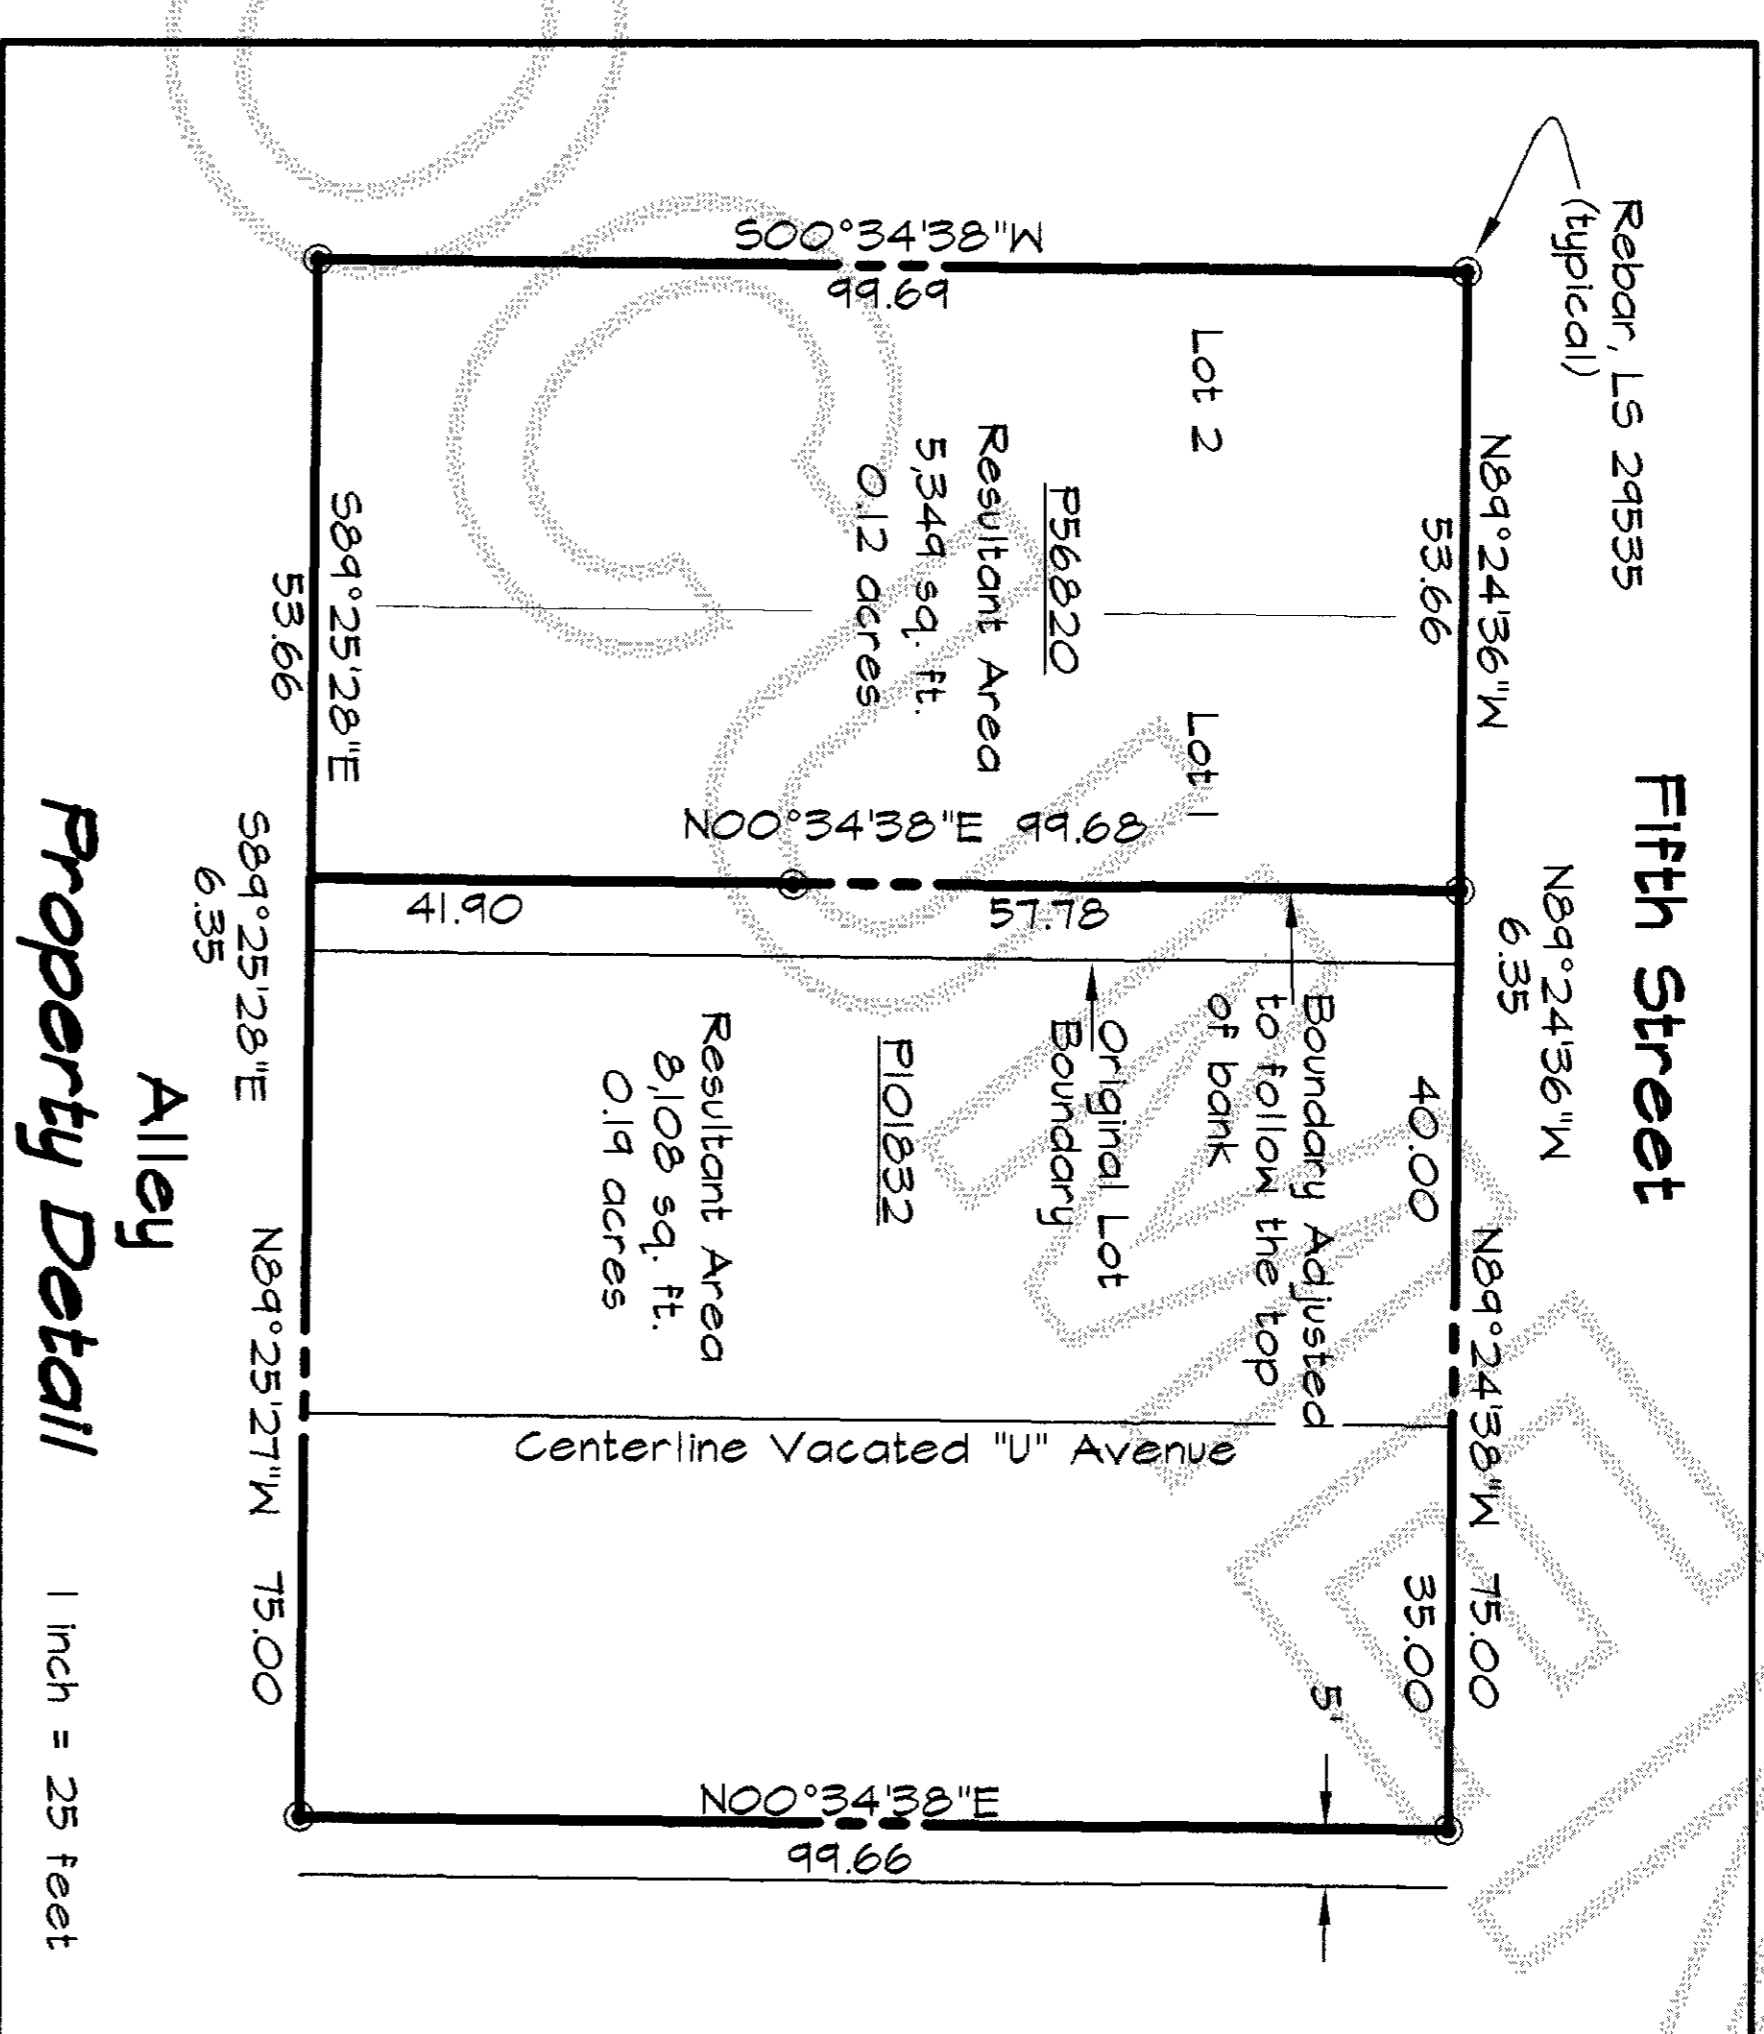 Fifth Street
Rebar, LS 29535
(typical)
N89°24'36"W
6.35
N89°24'36"W
53.66
N89°24'38"W 75.00
40.00
35.00
5'
Lot 2
Lot 1
Boundary Adjusted
to follow the top
of bank
Original Lot
Boundary
P56820
Resultant Area
5,349 sq. ft.
0.12 acres
P101832
Resultant Area
8,108 sq. ft.
0.19 acres
S00°34'38"W
99.69
N00°34'38"E 99.68
41.90
57.78
Centerline Vacated "U" Avenue
N00°34'38"E
99.66
S89°25'28"E
53.66
S89°25'28"E
6.35
N89°25'27"W 75.00
Alley
Property Detail
1 inch = 25 feet